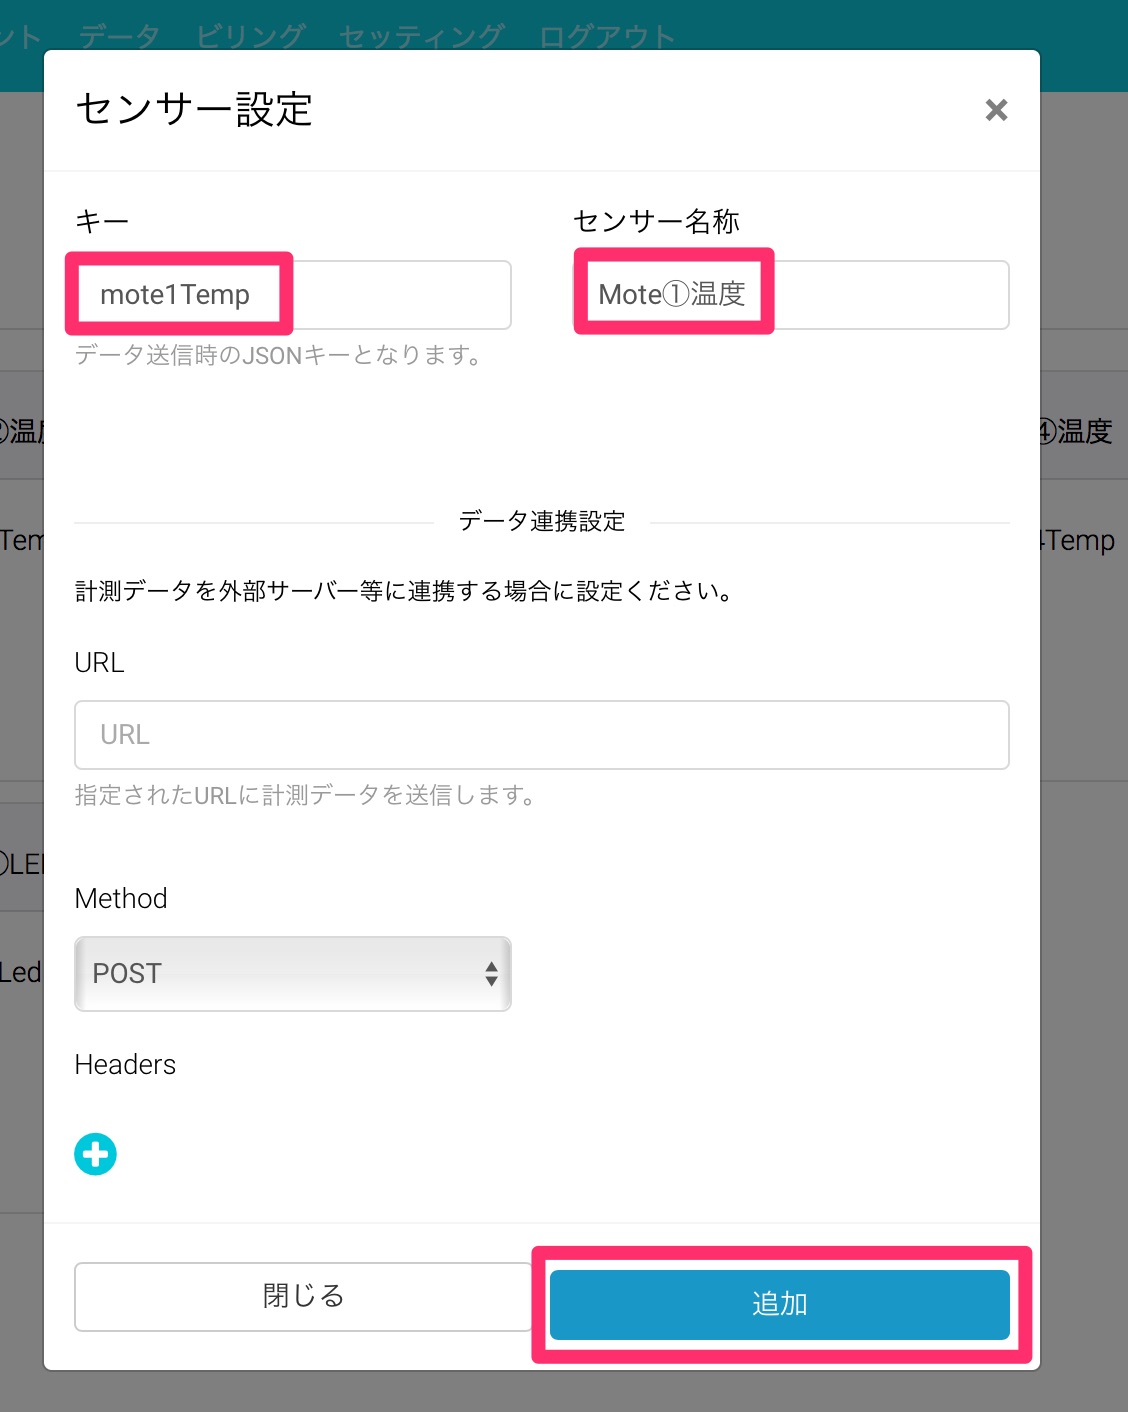 ント データ ビリング セッティング ログアウト
センサー設定
×
キー
センサー名称
mote1Temp
Mote①温度
データ送信時のJSONキーとなります。
②温度
④温度
データ連携設定
Tem
4Temp
計測データを外部サーバー等に連携する場合に設定ください。
URL
URL
指定されたURLに計測データを送信します。
LE
Method
Led
POST
Headers
閉じる
追加